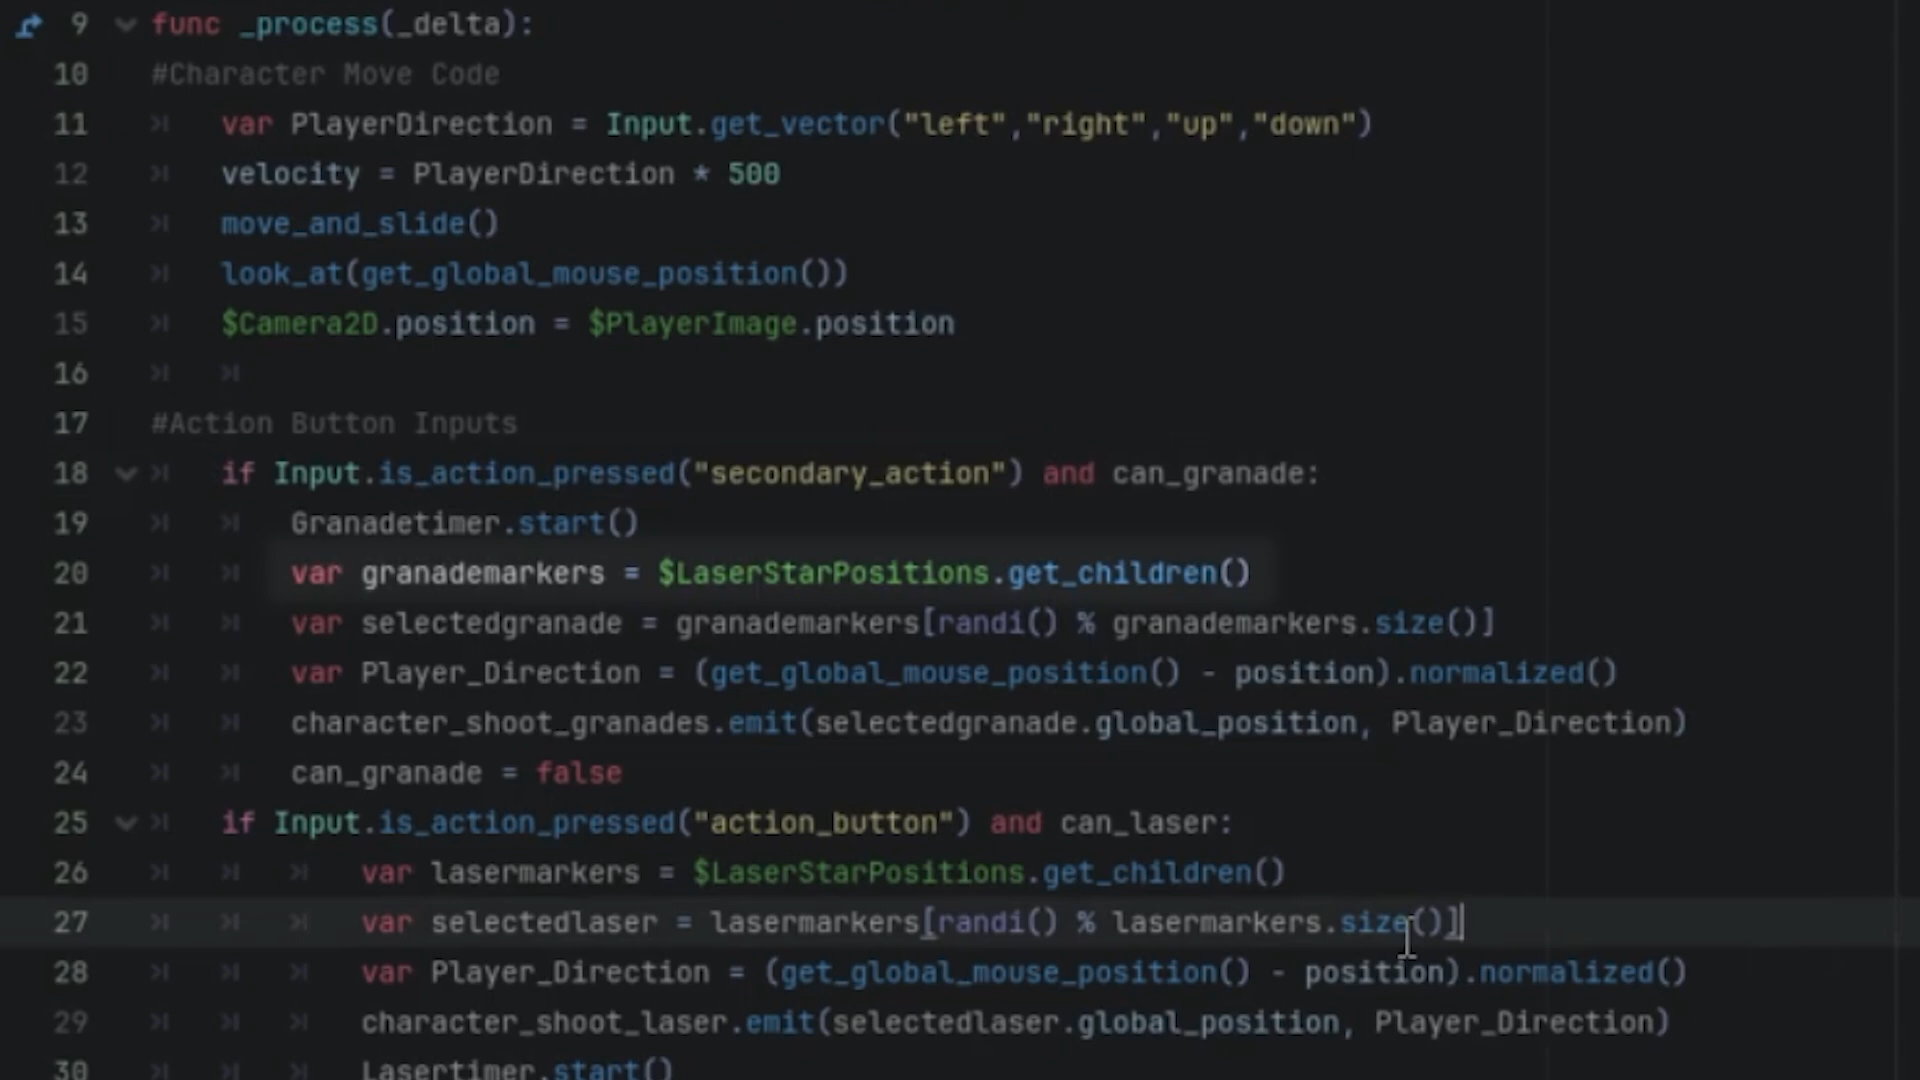 9 func _process(_delta):
10 #Character Move Code
11 var PlayerDirection = Input.get_vector("left","right","up","down")
12 velocity = PlayerDirection * 500
13 move_and_slide()
14 look_at(get_global_mouse_position())
15 $Camera2D.position = $PlayerImage.position
16
17 #Action Button Inputs
18 if Input.is_action_pressed("secondary_action") and can_granade:
19 Granadetimer.start()
20 var granademarkers = $LaserStarPositions.get_children()
21 var selectedgranade = granademarkers[randi() % granademarkers.size()]
22 var Player_Direction = (get_global_mouse_position() - position).normalized()
23 character_shoot_granades.emit(selectedgranade.global_position, Player_Direction)
24 can_granade = false
25 if Input.is_action_pressed("action_button") and can_laser:
26 var lasermarkers = $LaserStarPositions.get_children()
27 var selectedlaser = lasermarkers[randi() % lasermarkers.size()]
28 var Player_Direction = (get_global_mouse_position() - position).normalized()
29 character_shoot_laser.emit(selectedlaser.global_position, Player_Direction)
30 Lasertimer.start()